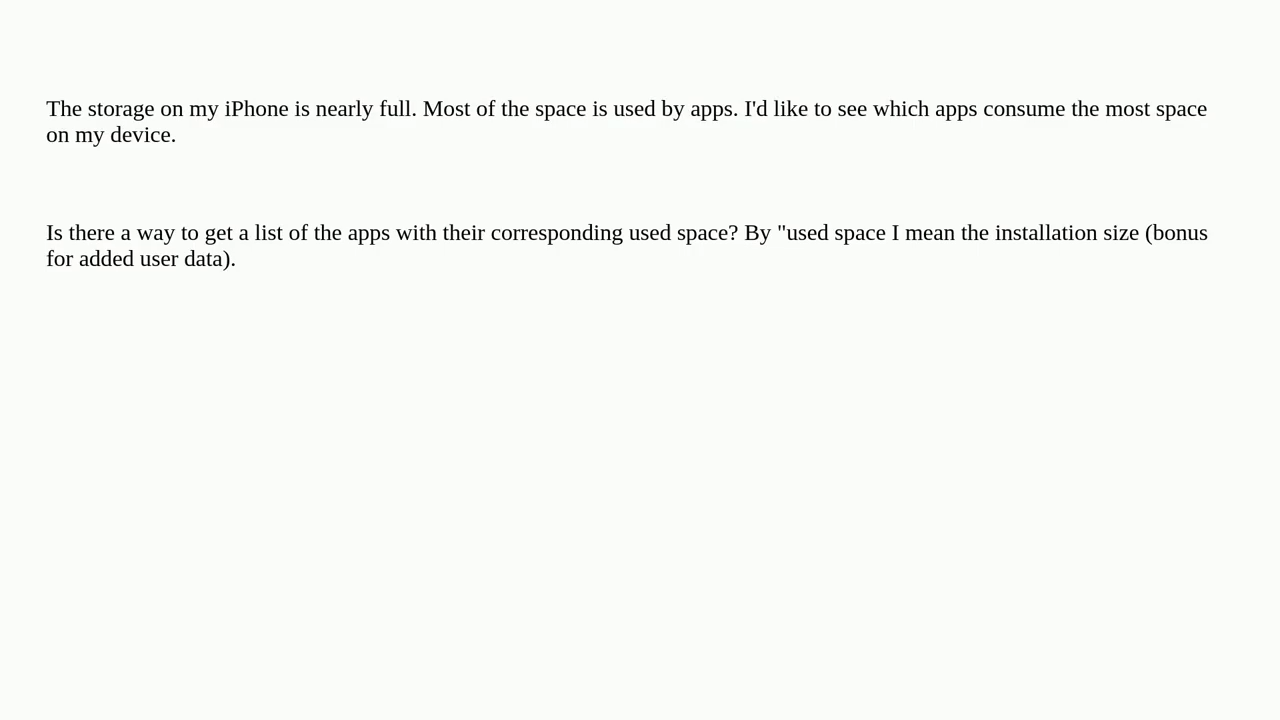 The storage on my iPhone is nearly full. Most of the space is used by apps. I'd like to see which apps consume the most space
on my device.
Is there a way to get a list of the apps with their corresponding used space? By "used space I mean the installation size (bonus
for added user data).